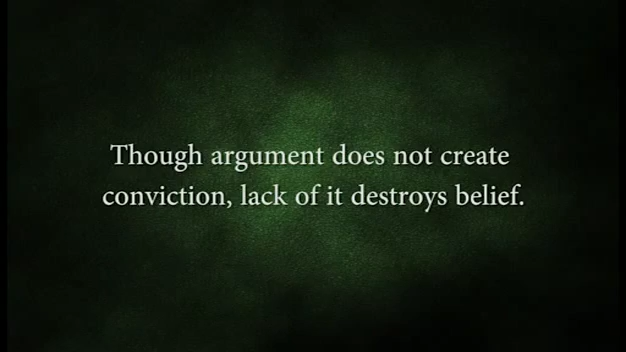 Though argument does not create
conviction, lack of it destroys belief.